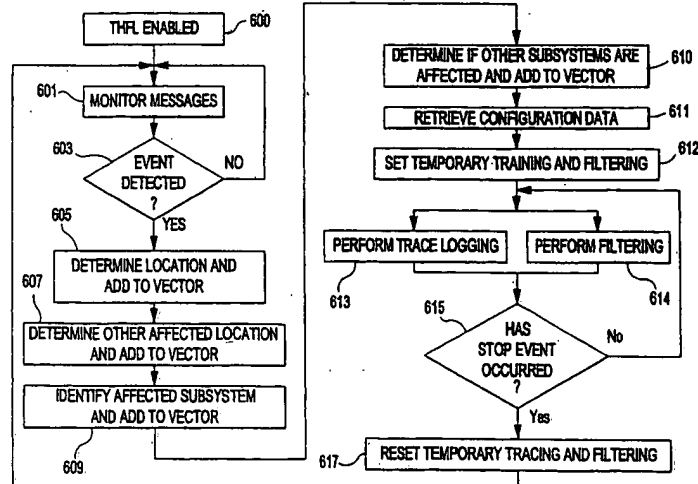 THFL ENABLED
600
601
MONITOR MESSAGES
603
EVENT
DETECTED
?
NO
YES
605
DETERMINE LOCATION AND
ADD TO VECTOR
607
DETERMINE OTHER AFFECTED LOCATION
AND ADD TO VECTOR
IDENTIFY AFFECTED SUBSYSTEM
AND ADD TO VECTOR
609
DETERMINE IF OTHER SUBSYSTEMS ARE
AFFECTED AND ADD TO VECTOR
610
RETRIEVE CONFIGURATION DATA
611
612
SET TEMPORARY TRAINING AND FILTERING
PERFORM TRACE LOGGING
613
PERFORM FILTERING
614
615
HAS
STOP EVENT
OCCURRED
?
No
Yes
617
RESET TEMPORARY TRACING AND FILTERING